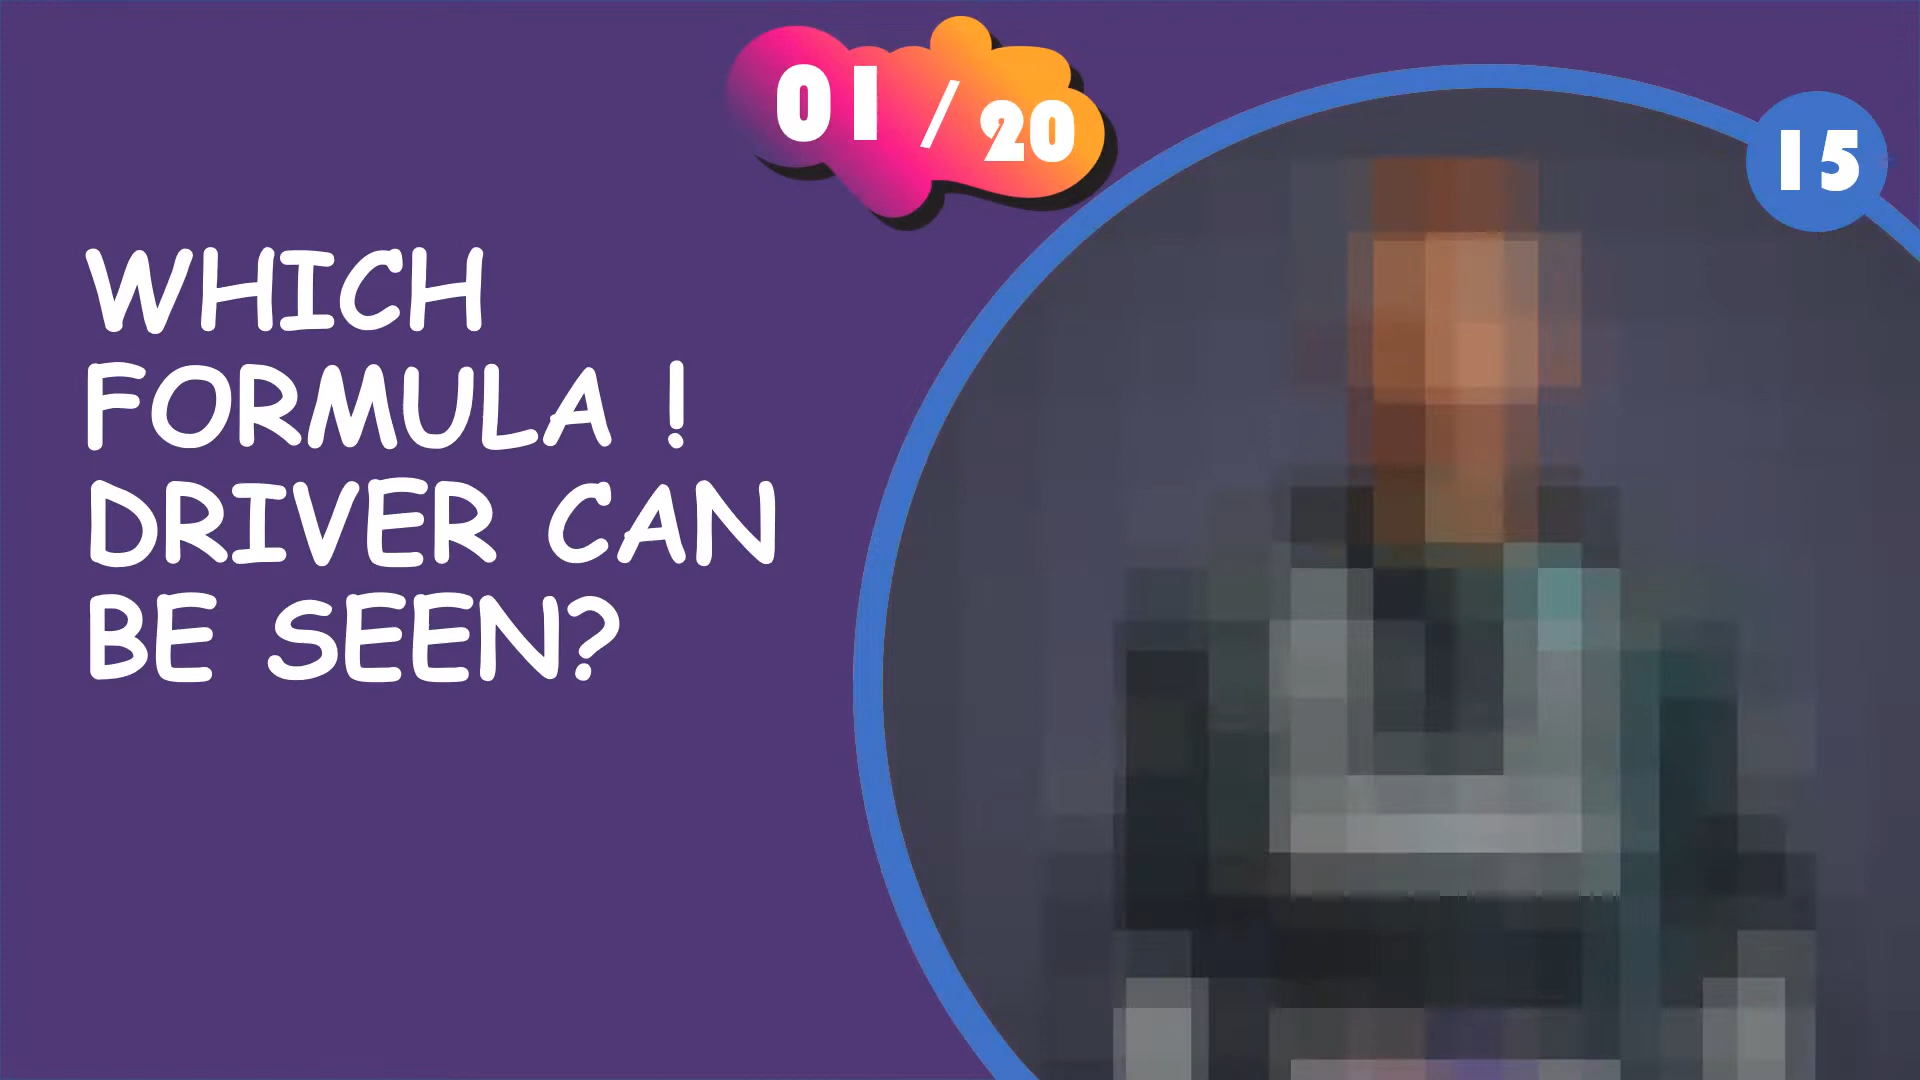 01 / 20
15
WHICH
FORMULA !
DRIVER CAN
BE SEEN?